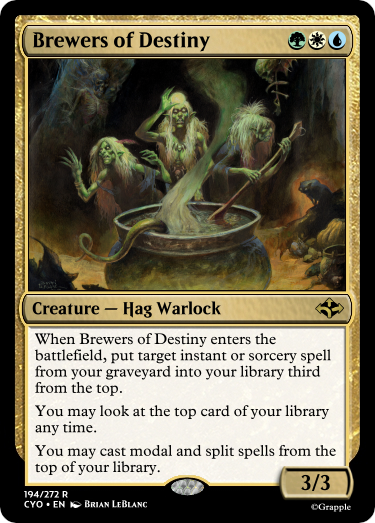 Brewers of Destiny
Creature — Hag Warlock
When Brewers of Destiny enters the
battlefield, put target instant or sorcery spell
from your graveyard into your library third
from the top.
You may look at the top card of your library
any time.
You may cast modal and split spells from the
top of your library.
3/3
194/272 R
CYO • EN Brian LeBlanc
©Grapple